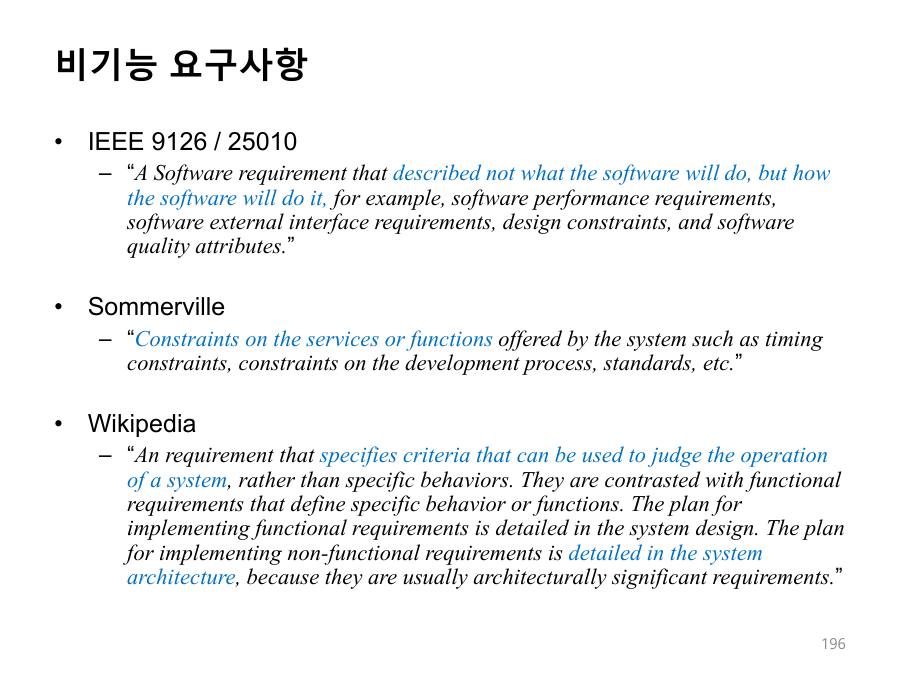 비기능 요구사항
• IEEE 9126 / 25010
– “A Software requirement that described not what the software will do, but how
the software will do it, for example, software performance requirements,
software external interface requirements, design constraints, and software
quality attributes.”
• Sommerville
– “Constraints on the services or functions offered by the system such as timing
constraints, constraints on the development process, standards, etc.”
• Wikipedia
– “An requirement that specifies criteria that can be used to judge the operation
of a system, rather than specific behaviors. They are contrasted with functional
requirements that define specific behavior or functions. The plan for
implementing functional requirements is detailed in the system design. The plan
for implementing non-functional requirements is detailed in the system
architecture, because they are usually architecturally significant requirements.”
196